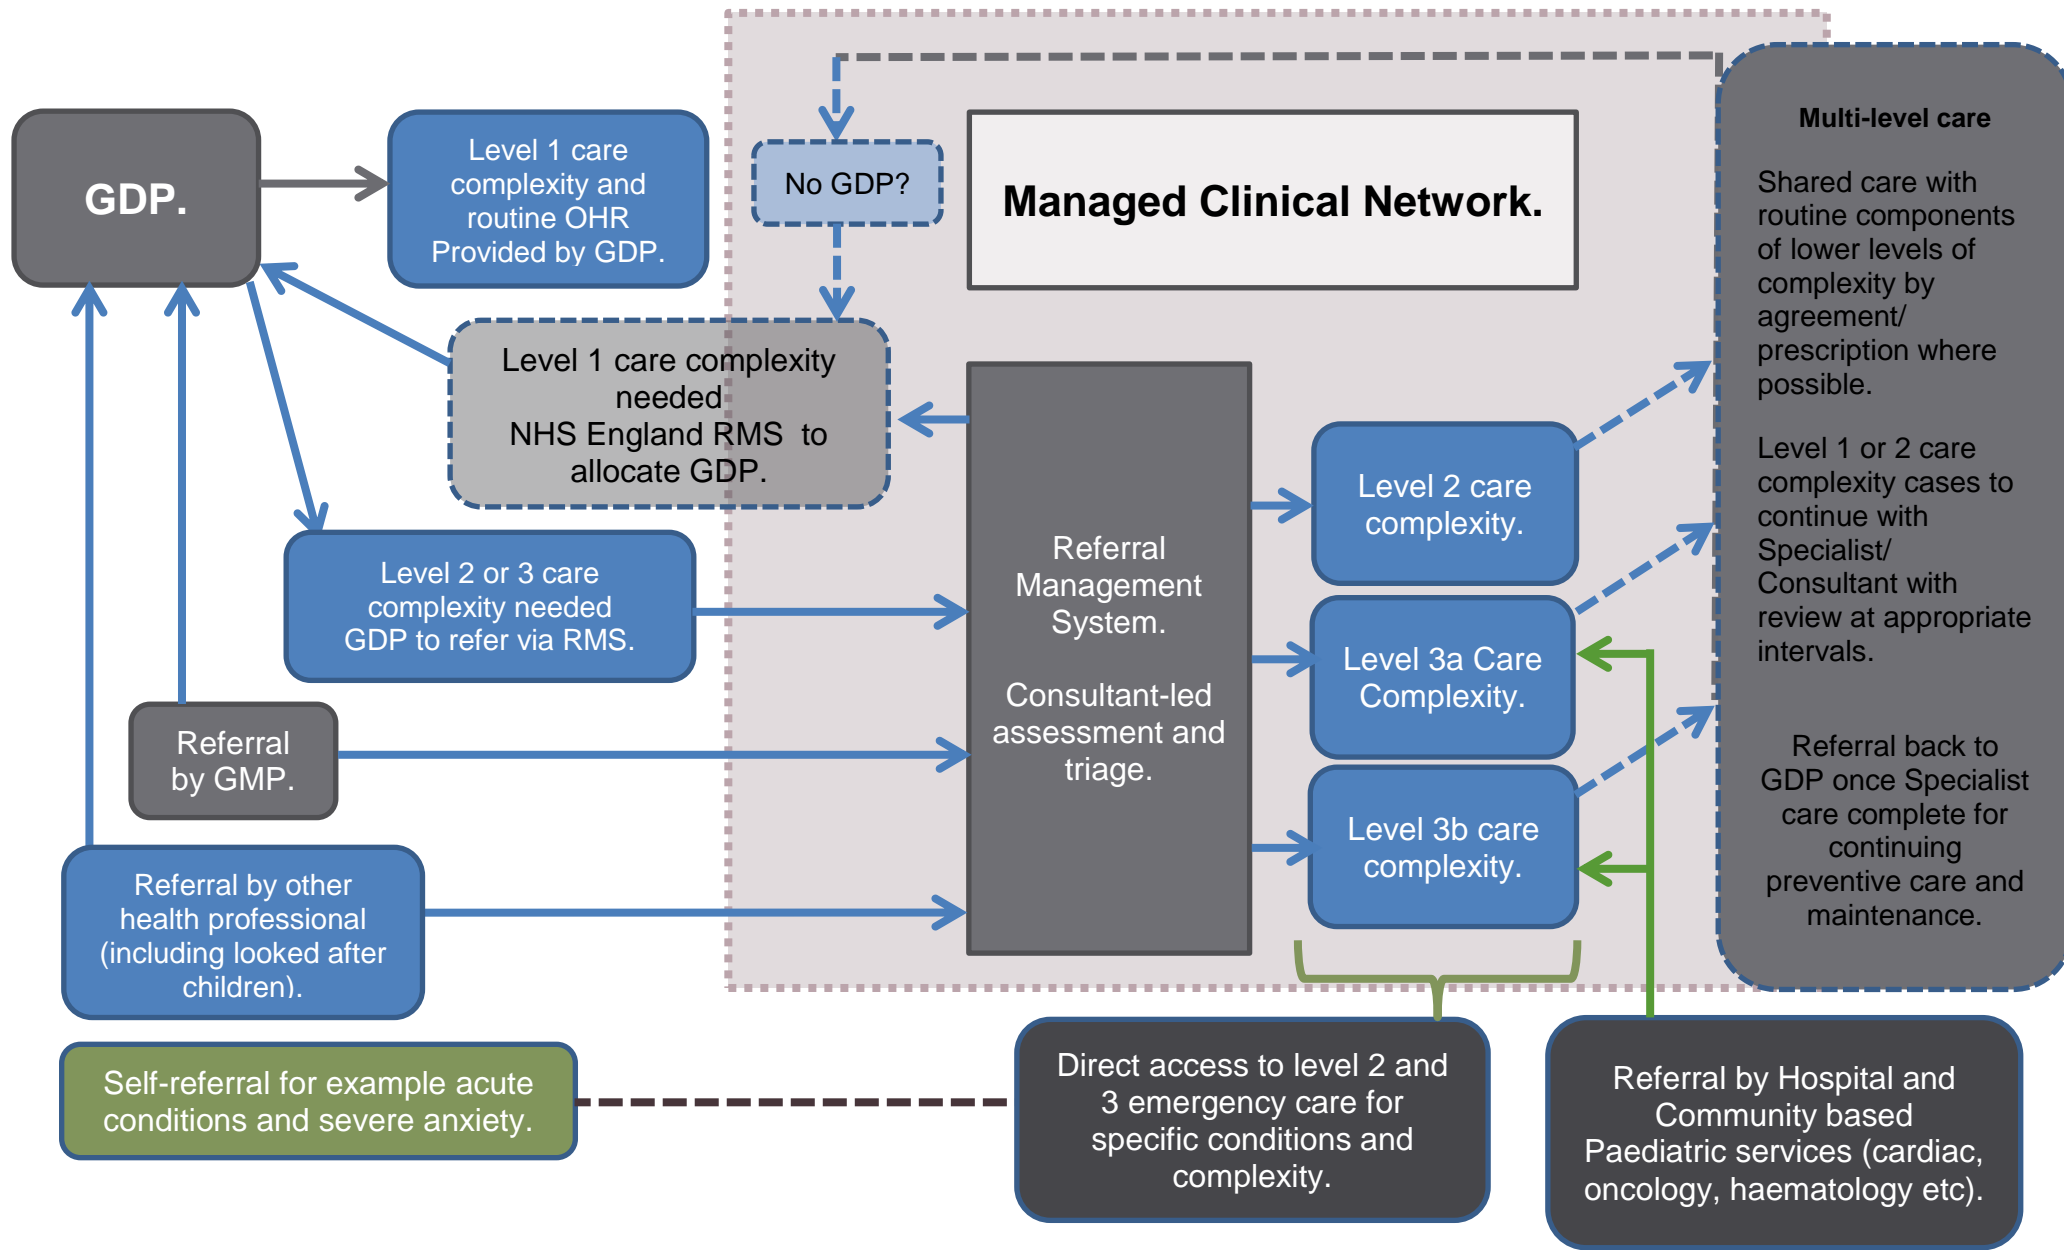 GDP.
Level 1 care
complexity and
routine OHR
Provided by GDP.
No GDP?
Managed Clinical Network.
Level 1 care complexity
needed
NHS England RMS to
allocate GDP.
Level 2 or 3 care
complexity needed
GDP to refer via RMS.
Referral
by GMP.
Referral by other
health professional
(including looked after
children).
Self-referral for example acute
conditions and severe anxiety.
Referral
Management
System.
Consultant-led
assessment and
triage.
Level 2 care
complexity.
Level 3a Care
Complexity.
Level 3b care
complexity.
Direct access to level 2 and
3 emergency care for
specific conditions and
complexity.
Multi-level care
Shared care with
routine components
of lower levels of
complexity by
agreement/
prescription where
possible.
Level 1 or 2 care
complexity cases to
continue with
Specialist/
Consultant with
review at appropriate
intervals.
Referral back to
GDP once Specialist
care complete for
continuing
preventive care and
maintenance.
Referral by Hospital and
Community based
Paediatric services (cardiac,
oncology, haematology etc).